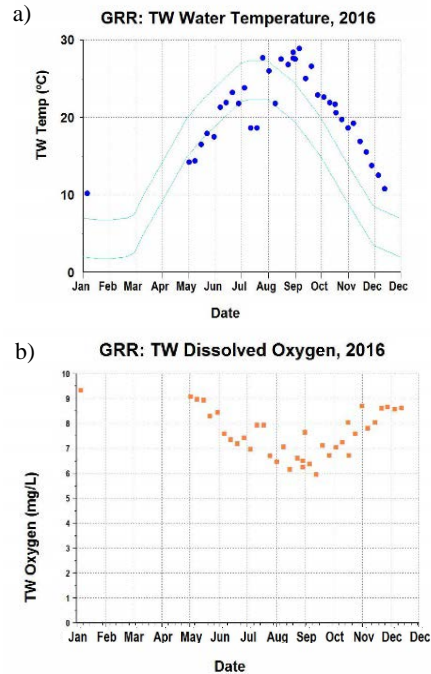 a)
GRR: TW Water Temperature, 2016
TW Temp (ºC)
30
20
10
0
Jan Feb Mar Apr May Jun Jul Aug Sep Oct Nov Dec Dec
Date
b)
GRR: TW Dissolved Oxygen, 2016
TW Oxygen (mg/L)
10
9
8
7
6
5
4
3
2
1
0
Jan Feb Mar Apr May Jun Jul Aug Sep Oct Nov Dec
Date